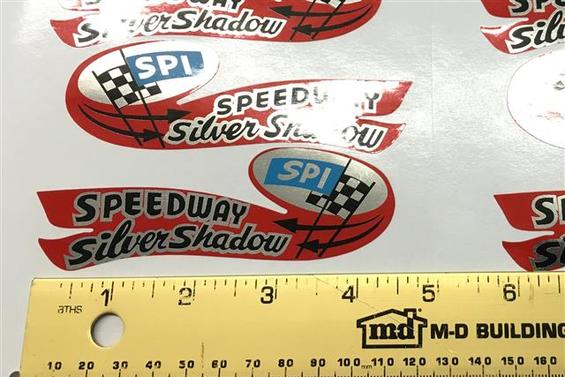 SPEEDWAY
Silver Shadow
SPI
SPEEDWAY
Silver Shadow
SPI
SPEEDWAY
Silver Shadow
1 2 3 4 5 6
8THS
md M-D BUILDING
10 20 30 40 50 60 70 80 90 100 mm 110 120 130 140 150 160